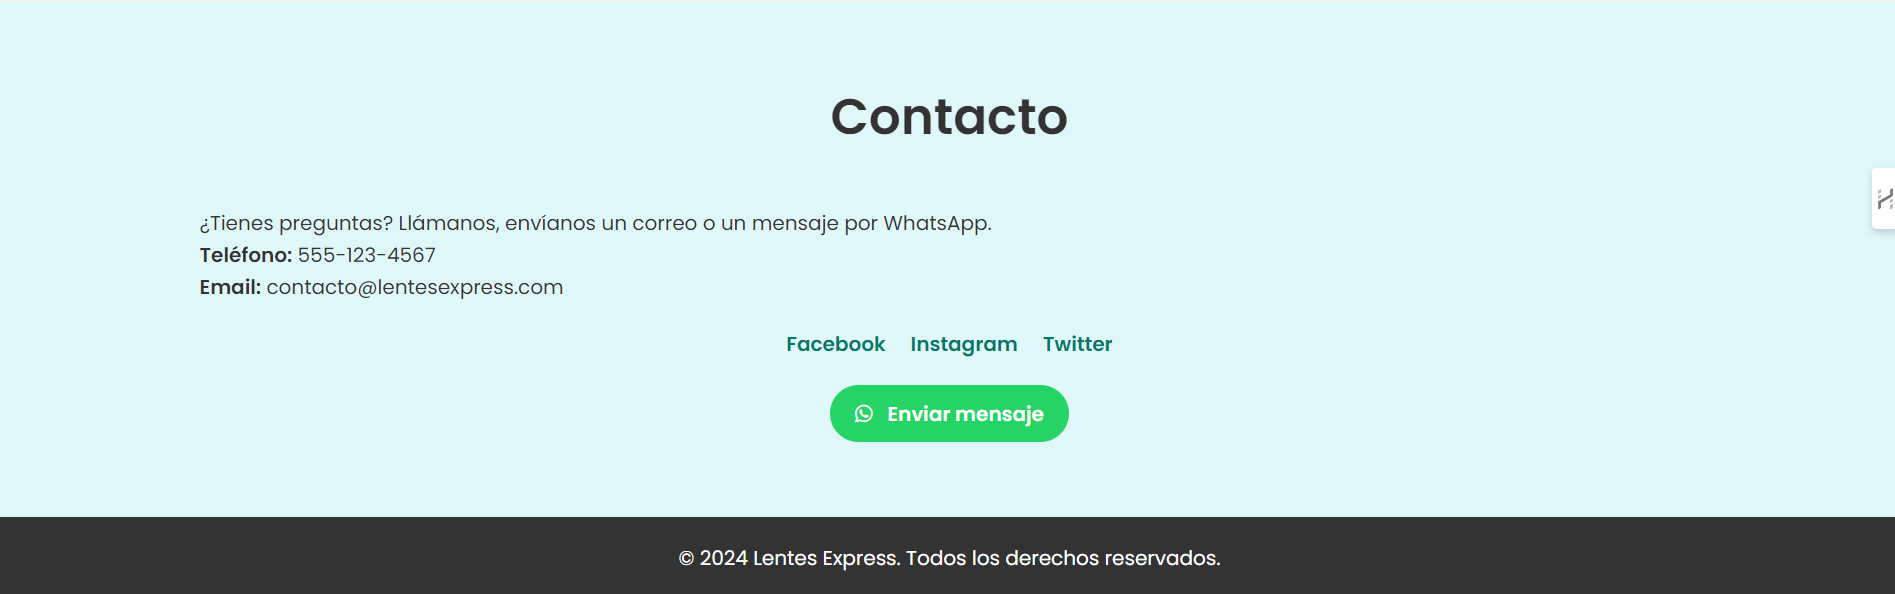 Contacto
¿Tienes preguntas? Llámanos, envíanos un correo o un mensaje por WhatsApp.
Teléfono: 555-123-4567
Email: contacto@lentesexpress.com
Facebook Instagram Twitter
Enviar mensaje
© 2024 Lentes Express. Todos los derechos reservados.